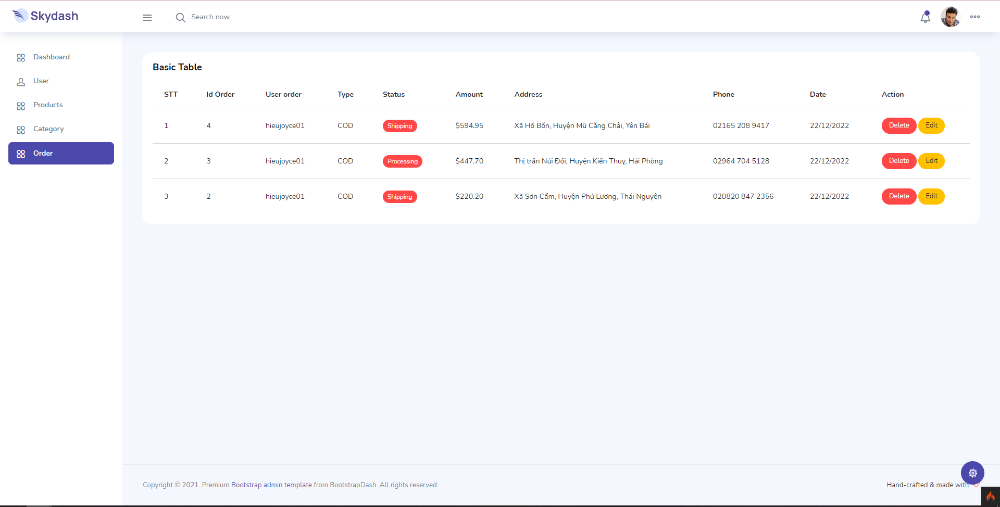 Skydash
Search now
Dashboard
User
Products
Category
Order
Basic Table
STT Id Order User order Type Status Amount Address Phone Date Action
1 4 hieujoyce01 COD Shipping $594.95 Xã Hồ Bốn, Huyện Mù Căng Chải, Yên Bái 02165 208 9417 22/12/2022 Delete Edit
2 3 hieujoyce01 COD Processing $447.70 Thị trấn Núi Đối, Huyện Kiến Thuỵ, Hải Phòng 02964 704 5128 22/12/2022 Delete Edit
3 2 hieujoyce01 COD Shipping $220.20 Xã Sơn Cẩm, Huyện Phú Lương, Thái Nguyên 020820 847 2356 22/12/2022 Delete Edit
Copyright © 2021. Premium Bootstrap admin template from BootstrapDash. All rights reserved.
Hand-crafted & made with